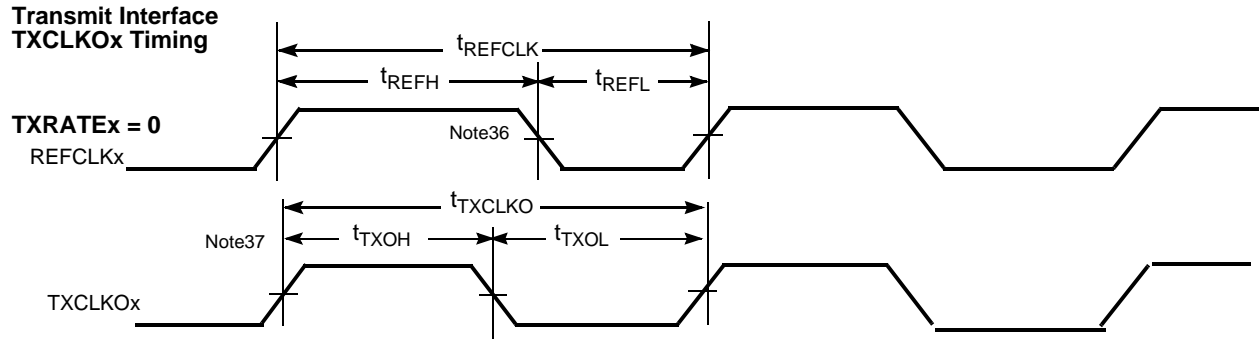 Transmit Interface
TXCLKOx Timing
tREFCLK
tREFH
tREFL
TXRATEx = 0
Note36
REFCLKx
tTXCLKO
Note37
tTXOH
tTXOL
TXCLKOx